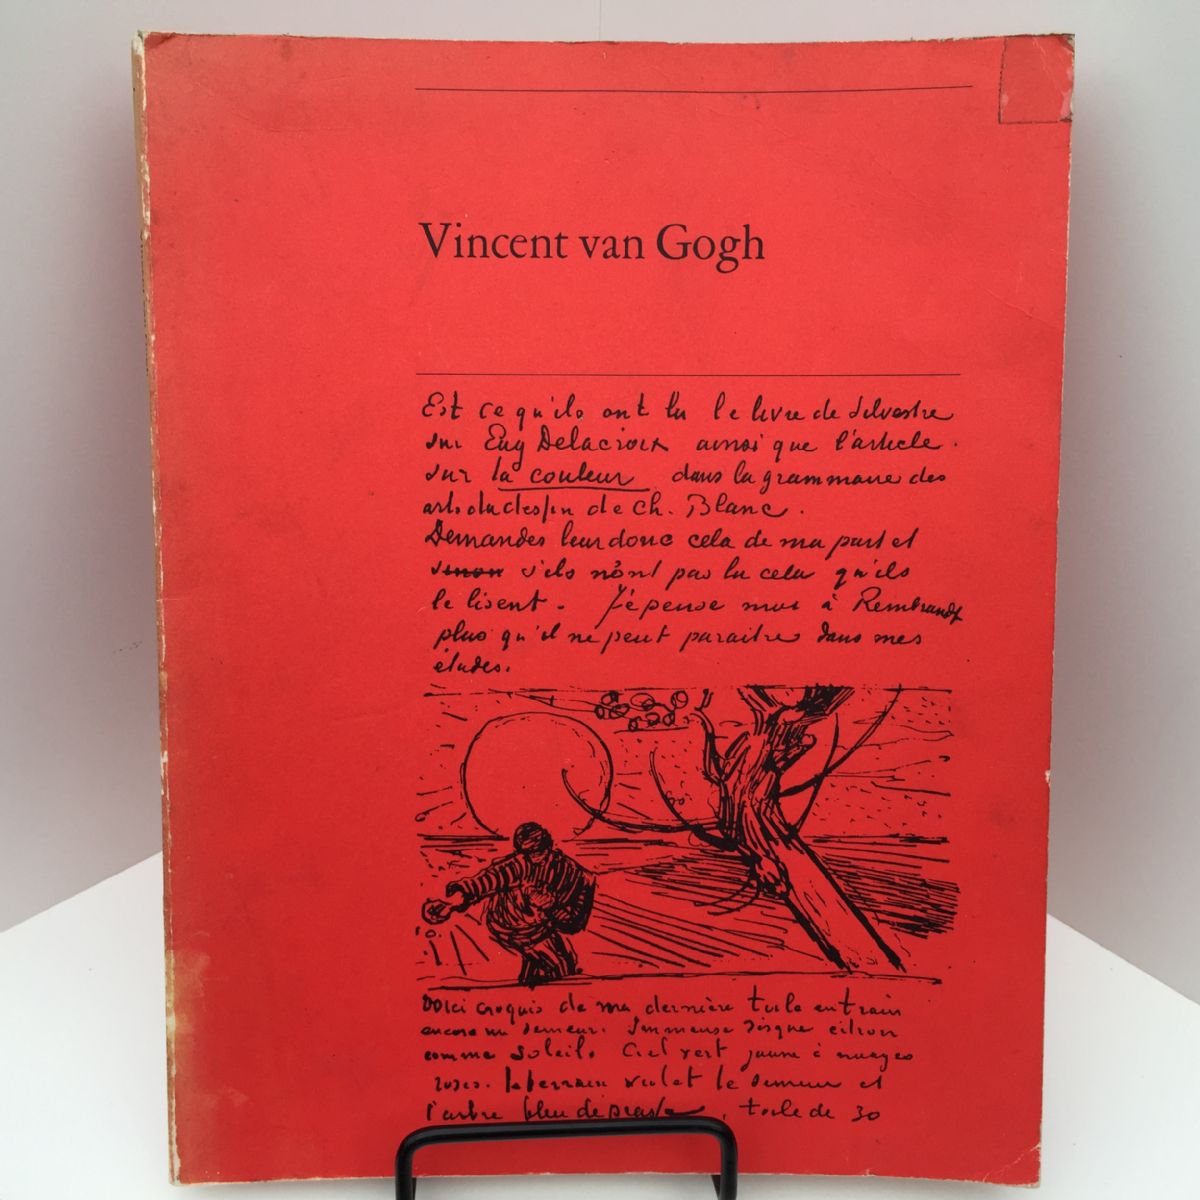 Vincent van Gogh
Est ce qu'ils ont lu le livre de Silvestre
sur Eug Delacroix ainsi que l'article
sur la couleur dans la grammaire des
arts du dessin de Ch. Blanc.
Demandes leur donc cela de ma part et
sinon s'ils n'ont pas lu cela qu'ils
le lisent. J'e pense moi à Rembrandt
plus qu'il ne peut paraitre dans mes
études.
Voici croquis de ma dernière toile en train
encore un semeur. Immense disque citron
comme soleil. Ciel vert jaune à nuages
roses. le terrain violet le semeur et
l'arbre bleu de prusse. toile de 30